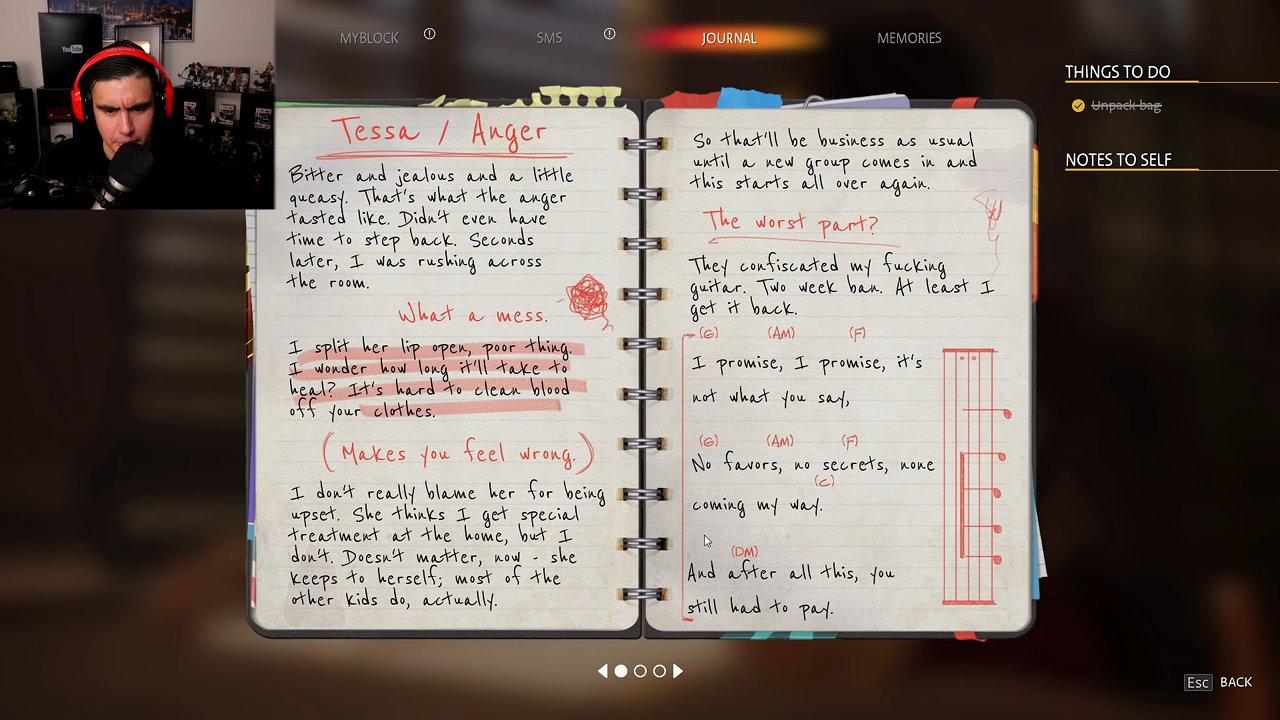 YouTube
MYBLOCK
SMS
JOURNAL
MEMORIES
THINGS TO DO
Unpack bag
NOTES TO SELF
Tessa / Anger
Bitter and jealous and a little
queasy. That's what the anger
tasted like. Didn't even have
time to step back. Seconds
later, I was rushing across
the room.
What a mess.
I split her lip open, poor thing.
I wonder how long it'll take to
heal? It's hard to clean blood
off your clothes.
(Makes you feel wrong.)
I don't really blame her for being
upset. She thinks I get special
treatment at the home, but I
don't. Doesn't matter, now - she
keeps to herself; most of the
other kids do, actually.
So that'll be business as usual
until a new group comes in and
this starts all over again.
The worst part?
They confiscated my fucking
guitar. Two week ban. At least I
get it back.
(G) (AM) (F)
I promise, I promise, it's
not what you say,
(G) (AM) (F)
No favors, no secrets, none
(C)
coming my way.
(DM)
And after all this, you
still had to pay.
Esc BACK